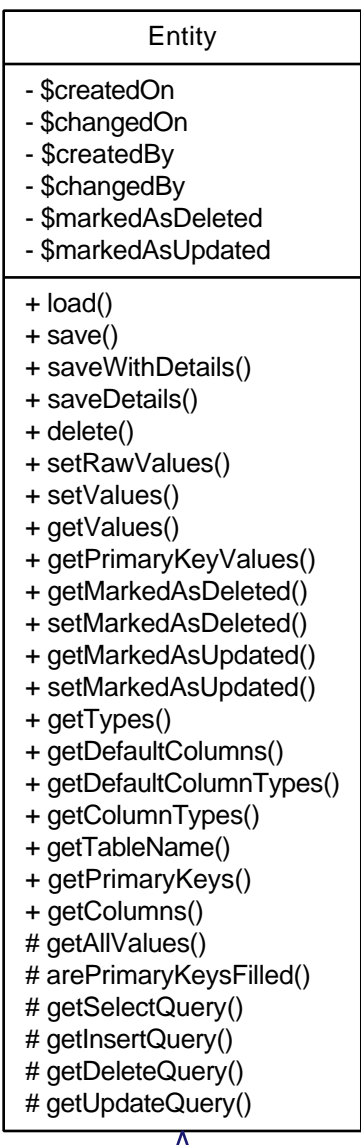 Entity
- $createdOn
- $changedOn
- $createdBy
- $changedBy
- $markedAsDeleted
- $markedAsUpdated
+ load()
+ save()
+ saveWithDetails()
+ saveDetails()
+ delete()
+ setRawValues()
+ setValues()
+ getValues()
+ getPrimaryKeyValues()
+ getMarkedAsDeleted()
+ setMarkedAsDeleted()
+ getMarkedAsUpdated()
+ setMarkedAsUpdated()
+ getTypes()
+ getDefaultColumns()
+ getDefaultColumnTypes()
+ getColumnTypes()
+ getTableName()
+ getPrimaryKeys()
+ getColumns()
# getAllValues()
# arePrimaryKeysFilled()
# getSelectQuery()
# getInsertQuery()
# getDeleteQuery()
# getUpdateQuery()